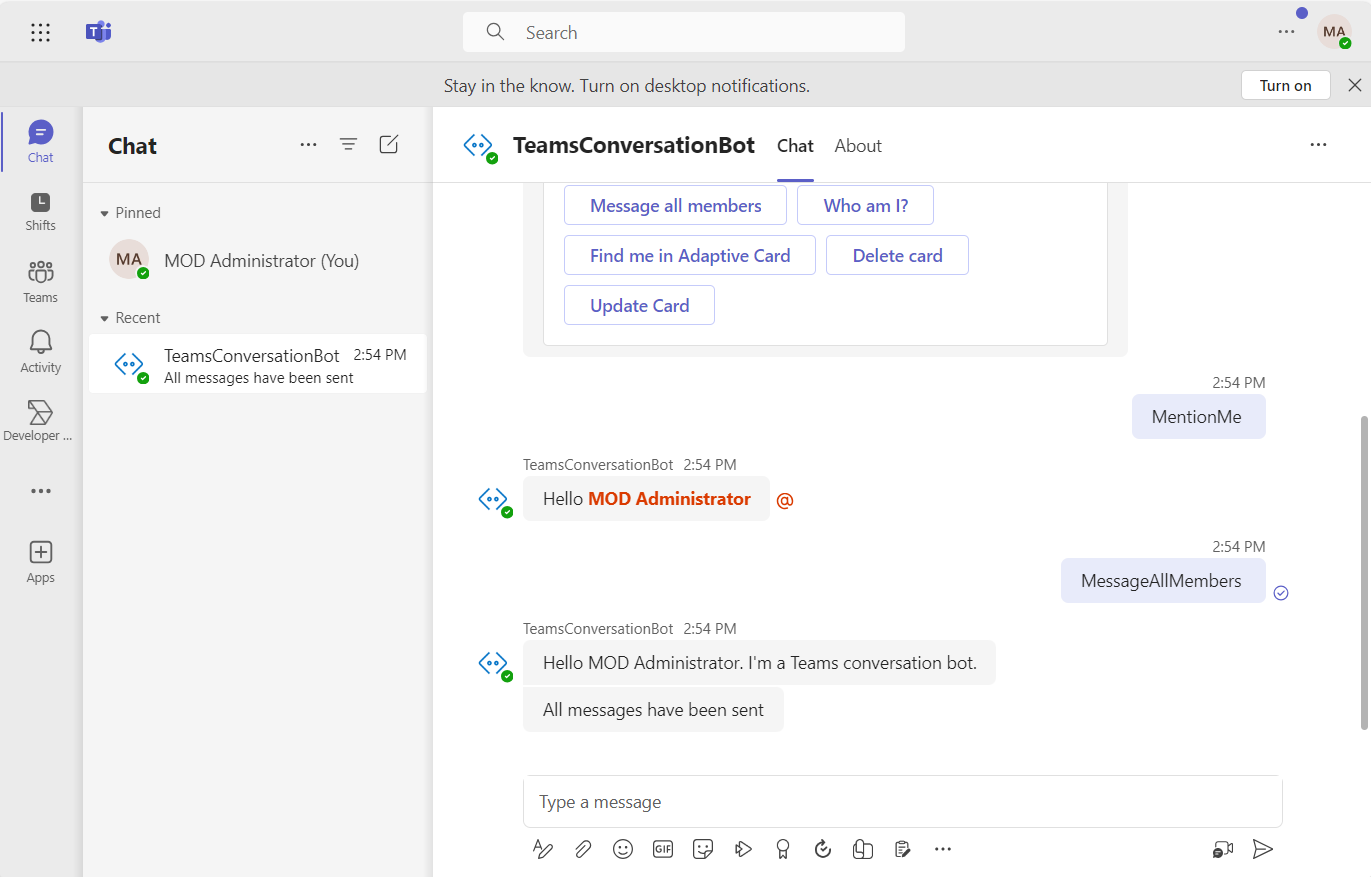 Search
MA
Stay in the know. Turn on desktop notifications.
Turn on
Chat
Shifts
Teams
Activity
Developer ...
Apps
Chat
Pinned
MA
MOD Administrator (You)
Recent
TeamsConversationBot 2:54 PM
All messages have been sent
TeamsConversationBot Chat About
Message all members Who am I?
Find me in Adaptive Card Delete card
Update Card
2:54 PM
MentionMe
TeamsConversationBot 2:54 PM
Hello MOD Administrator @
2:54 PM
MessageAllMembers
TeamsConversationBot 2:54 PM
Hello MOD Administrator. I'm a Teams conversation bot.
All messages have been sent
Type a message
GIF